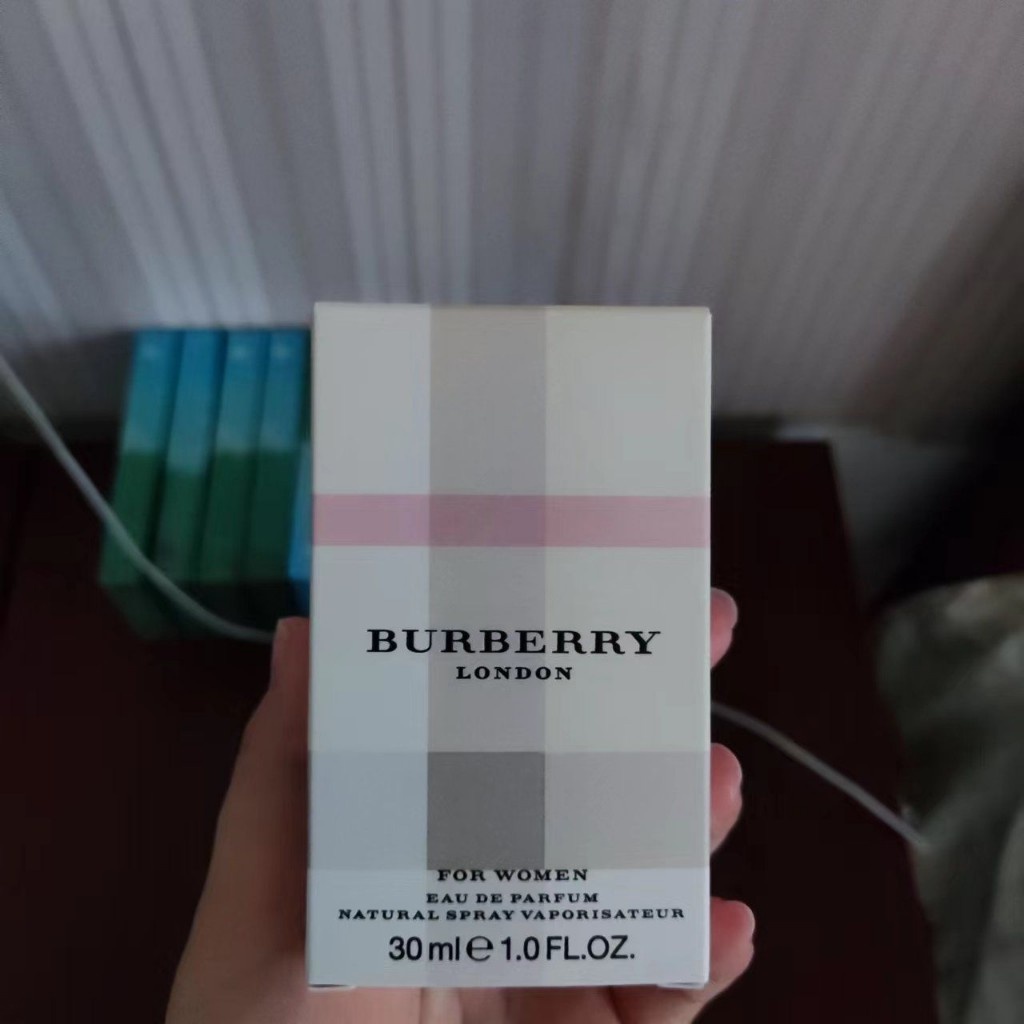 BURBERRY
LONDON
FOR WOMEN
EAU DE PARFUM
NATURAL SPRAY VAPORISATEUR
30 ml ℮ 1.0 FL.OZ.